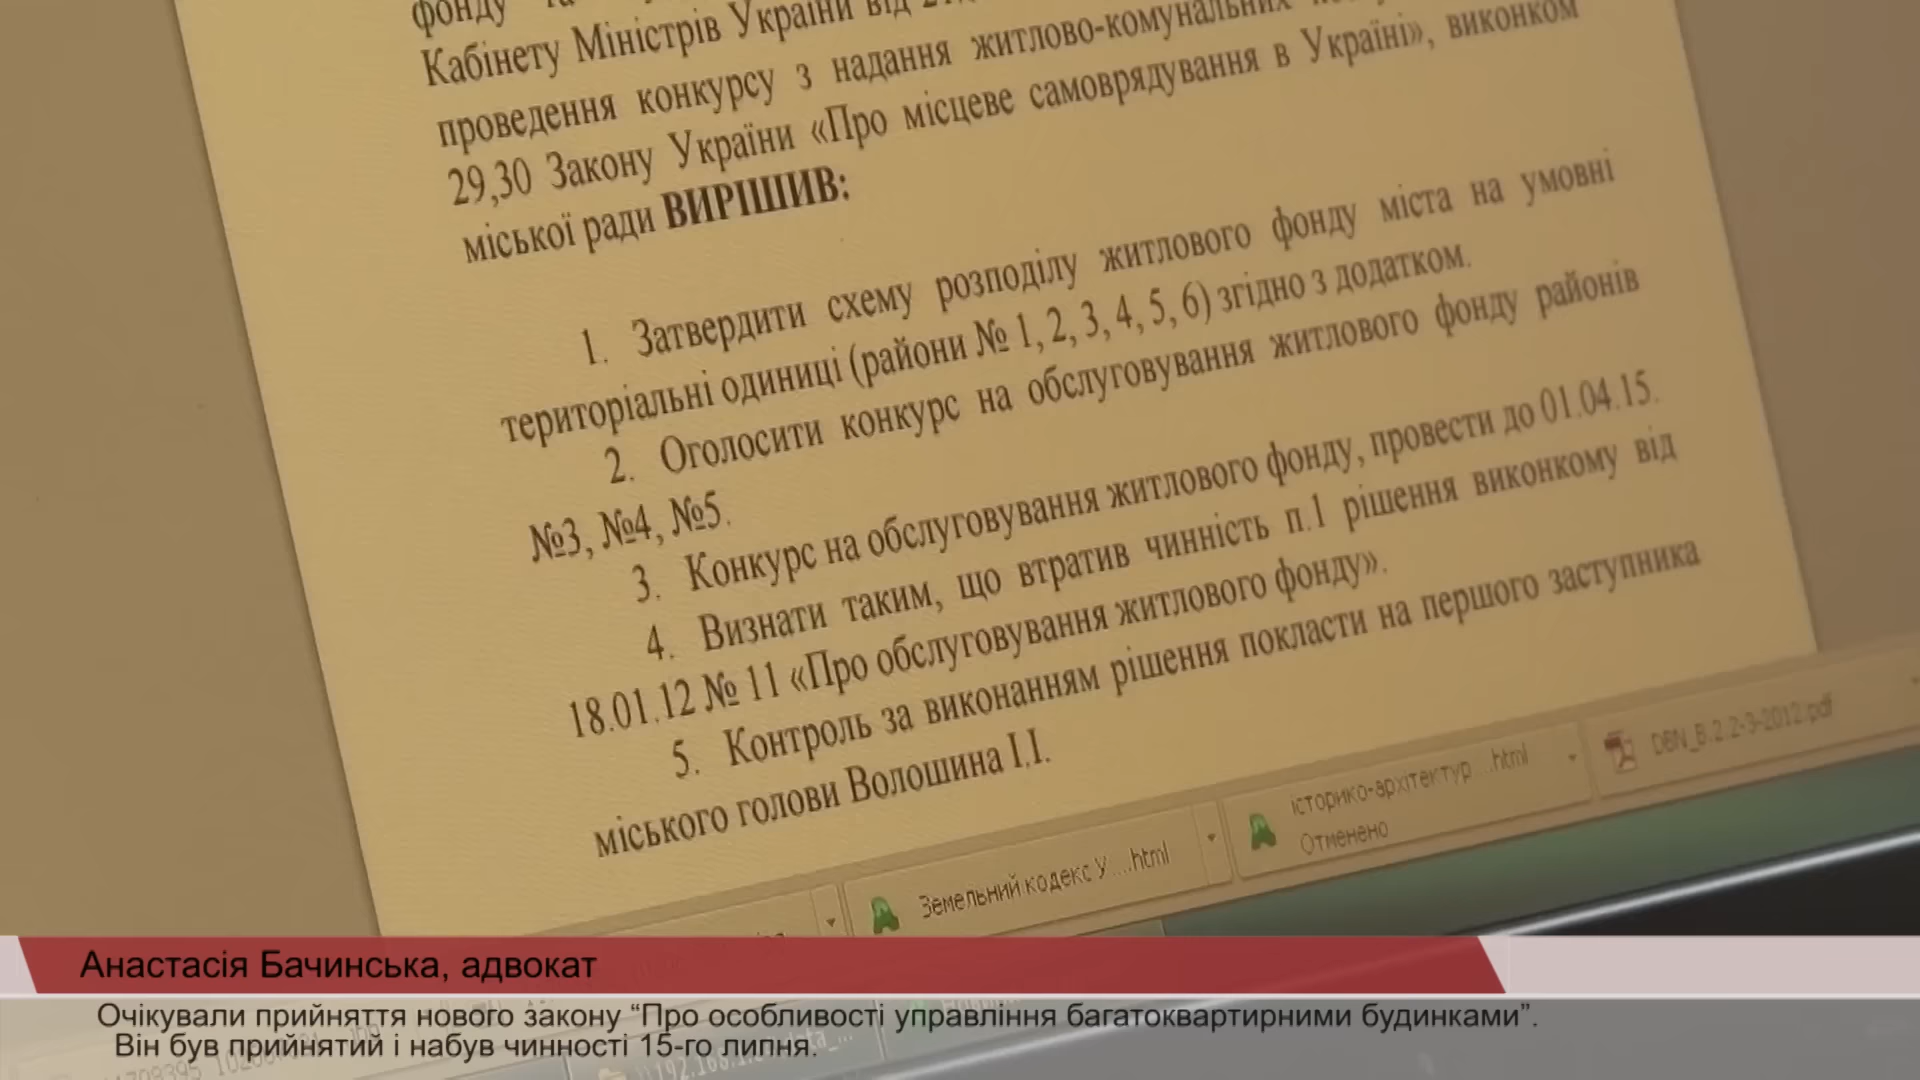 фонду
Кабінету Міністрів України від
проведення конкурсу з надання житлово-комунальних
29,30 Закону України «Про місцеве самоврядування в Україні», виконком
міської ради ВИРІШИВ:
1. Затвердити схему розподілу житлового фонду міста на умовні
територіальні одиниці (райони № 1, 2, 3, 4, 5, 6) згідно з додатком.
2. Оголосити конкурс на обслуговування житлового фонду районів
№3, №4, №5.
3. Конкурс на обслуговування житлового фонду, провести до 01.04.15.
4. Визнати таким, що втратив чинність п.1 рішення виконкому від
18.01.12 № 11 «Про обслуговування житлового фонду».
5. Контроль за виконанням рішення покласти на першого заступника
міського голови Волошина І.І.
Земельний кодекс У ....html
історико-архітектур ...html
Отменено
DBN_B.2.2-3-2012.pdf
Анастасія Бачинська, адвокат
Очікували прийняття нового закону “Про особливості управління багатоквартирними будинками”.
Він був прийнятий і набув чинності 15-го липня.